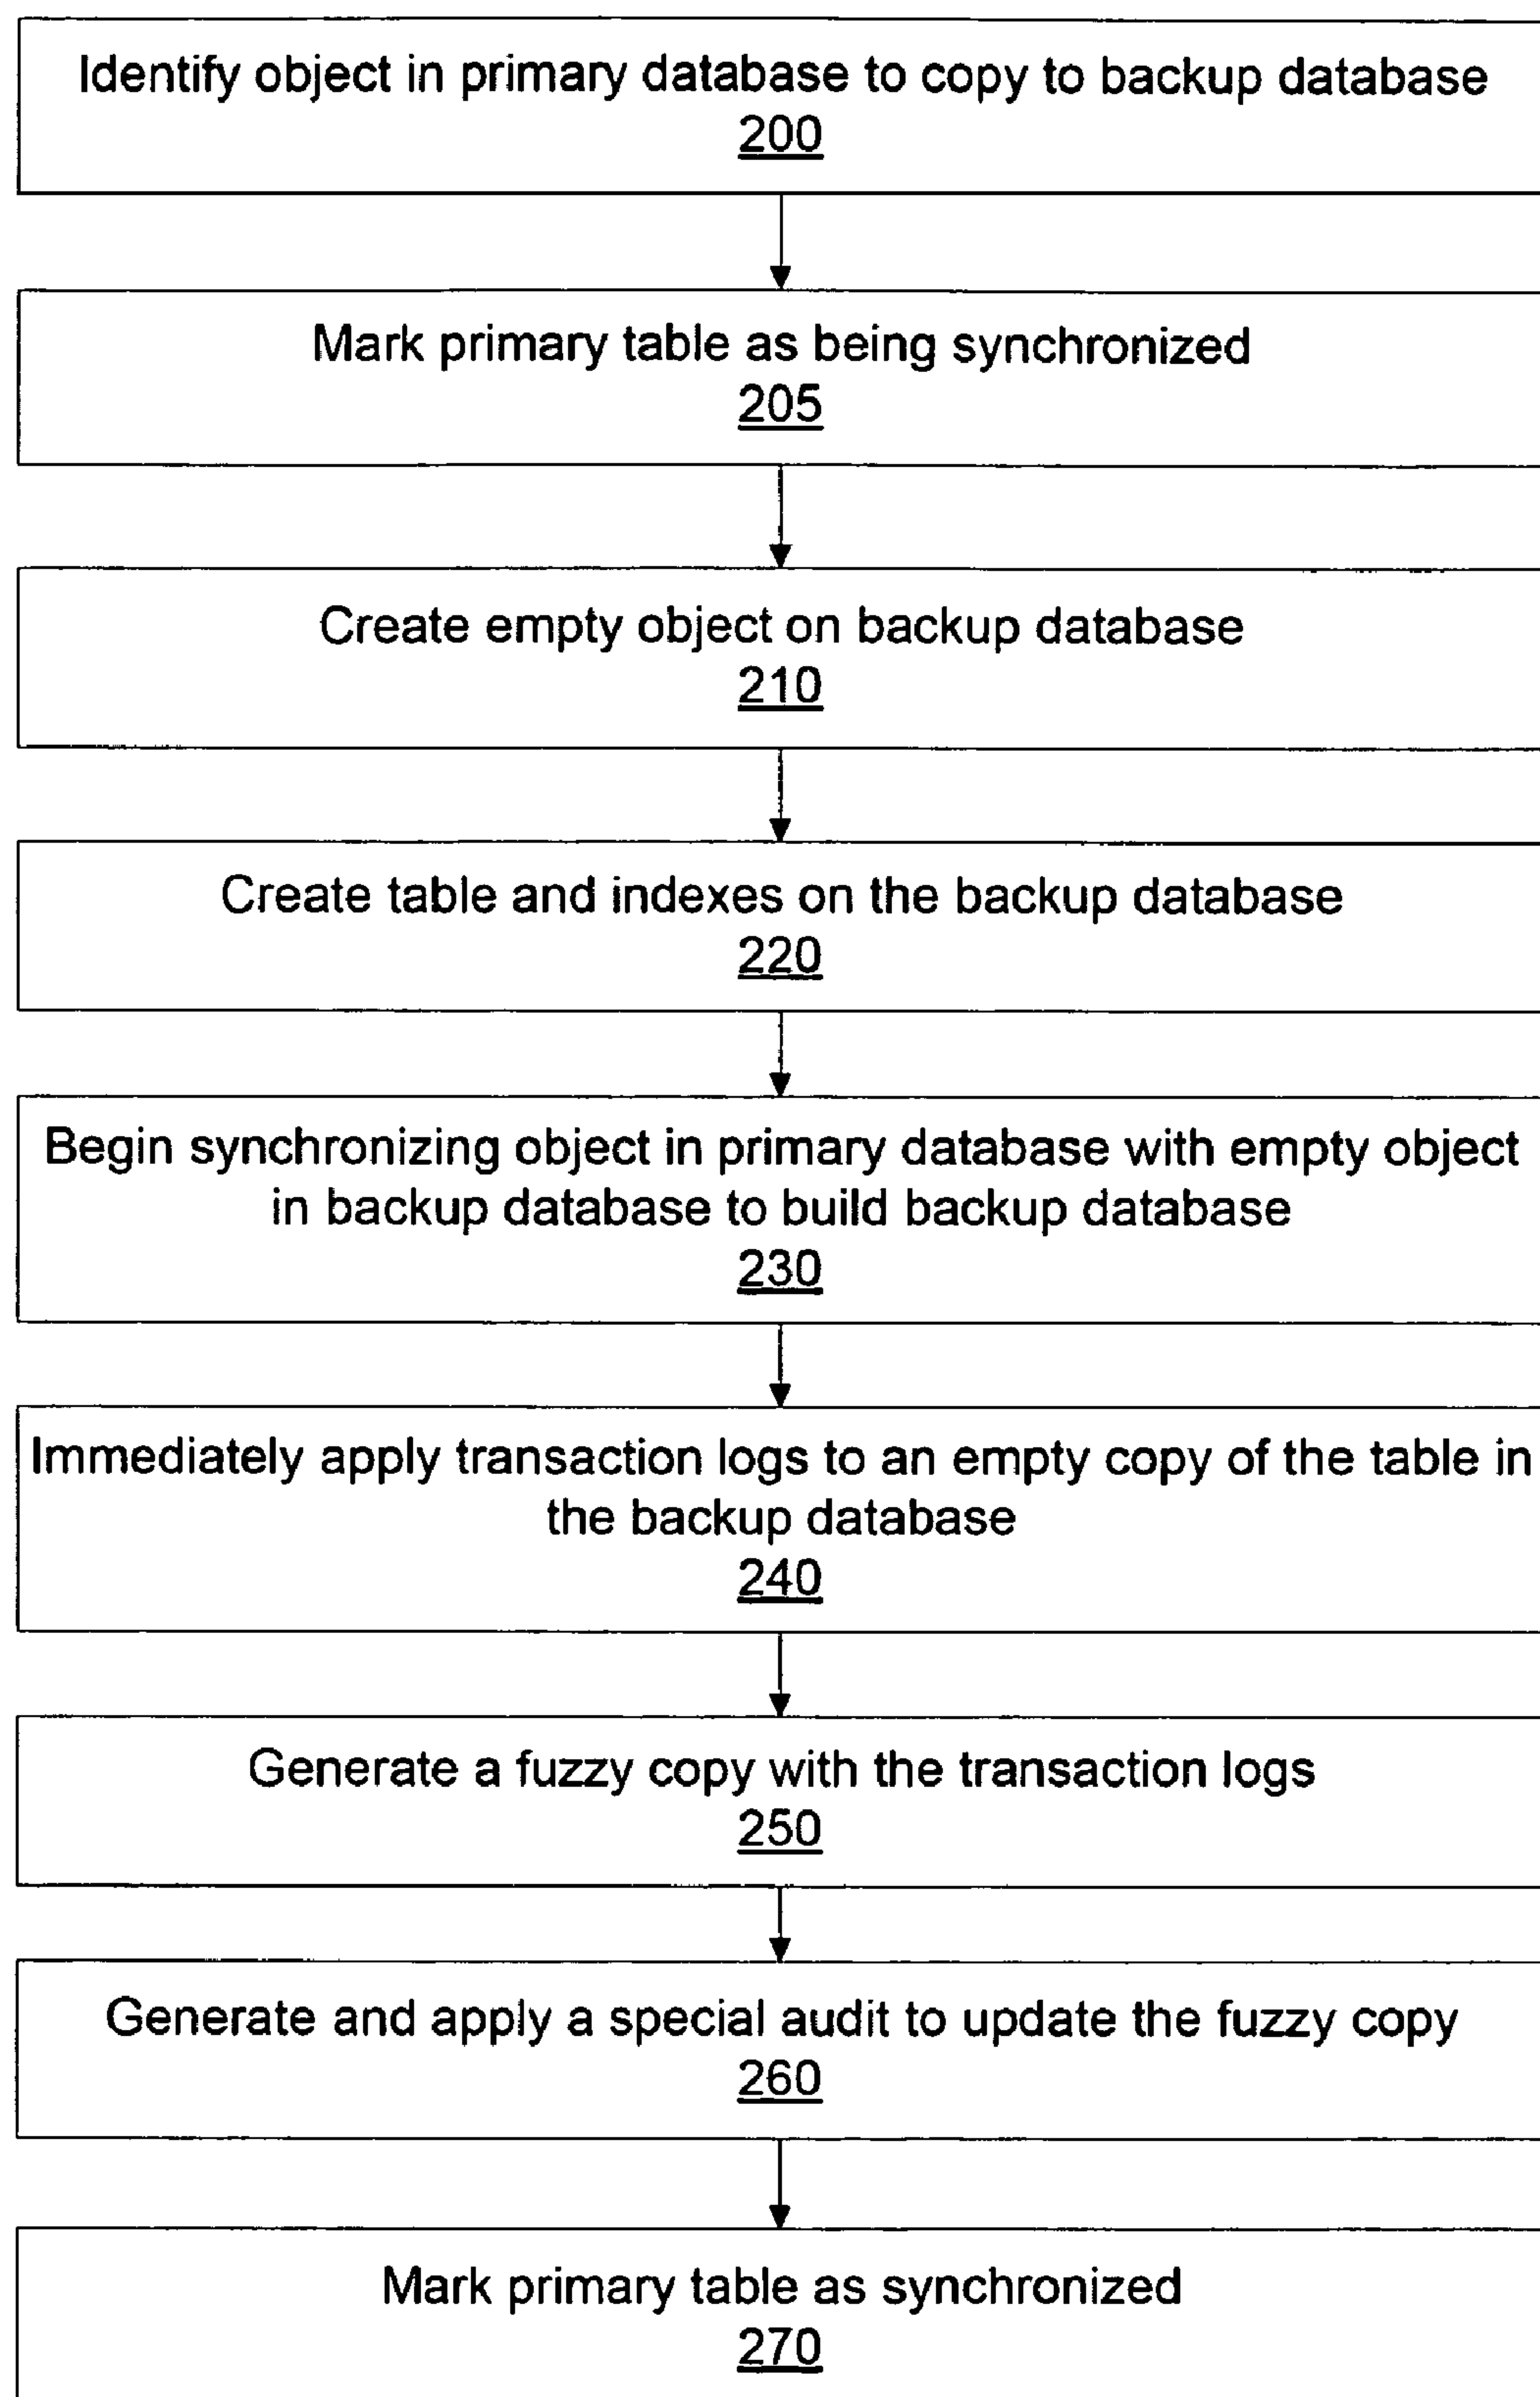 Identify object in primary database to copy to backup database
200
Mark primary table as being synchronized
205
Create empty object on backup database
210
Create table and indexes on the backup database
220
Begin synchronizing object in primary database with empty object
in backup database to build backup database
230
Immediately apply transaction logs to an empty copy of the table in
the backup database
240
Generate a fuzzy copy with the transaction logs
250
Generate and apply a special audit to update the fuzzy copy
260
Mark primary table as synchronized
270